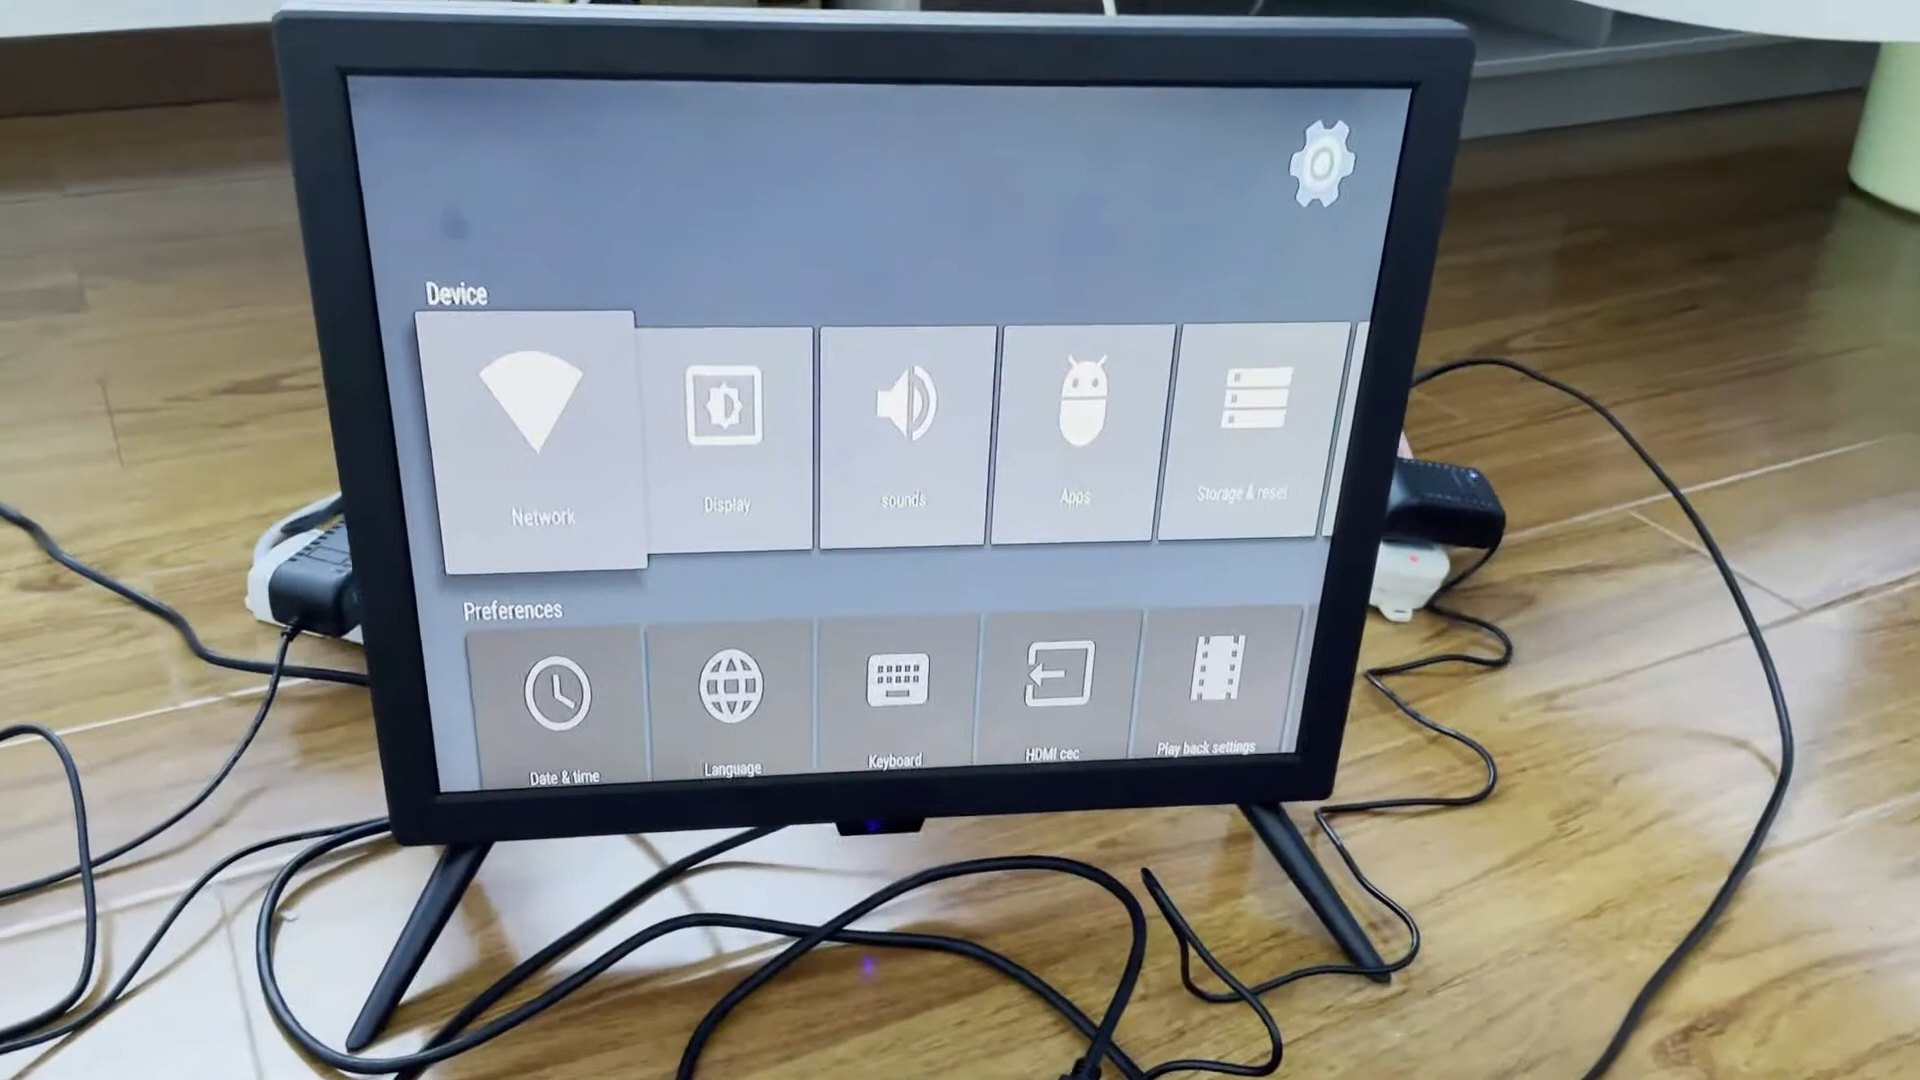 Device
Network
Display
sounds
Apps
Storage & reset
Preferences
Date & time
Language
Keyboard
HDMI cec
Play back settings